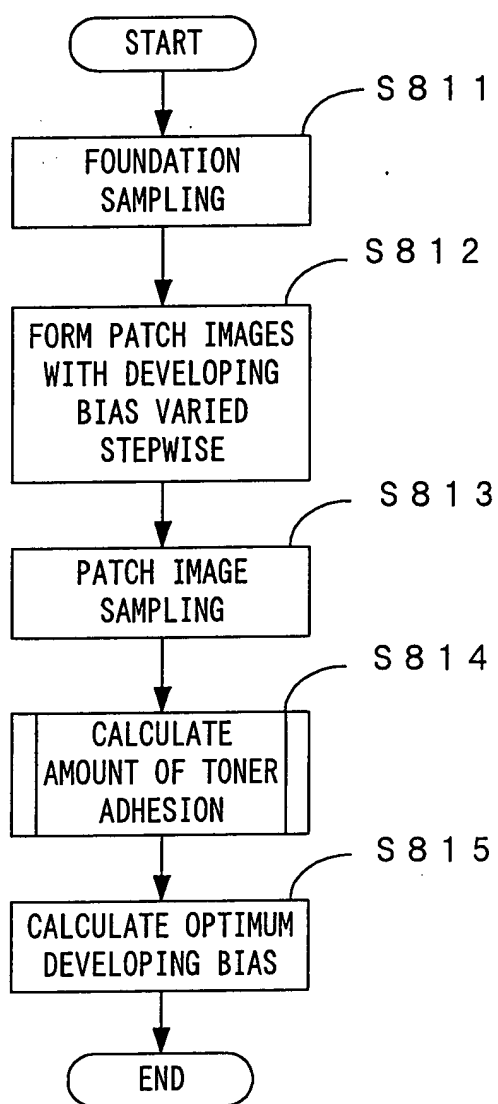 START
S811
FOUNDATION
SAMPLING
S812
FORM PATCH IMAGES
WITH DEVELOPING
BIAS VARIED
STEPWISE
S813
PATCH IMAGE
SAMPLING
S814
CALCULATE
AMOUNT OF TONER
ADHESION
S815
CALCULATE OPTIMUM
DEVELOPING BIAS
END